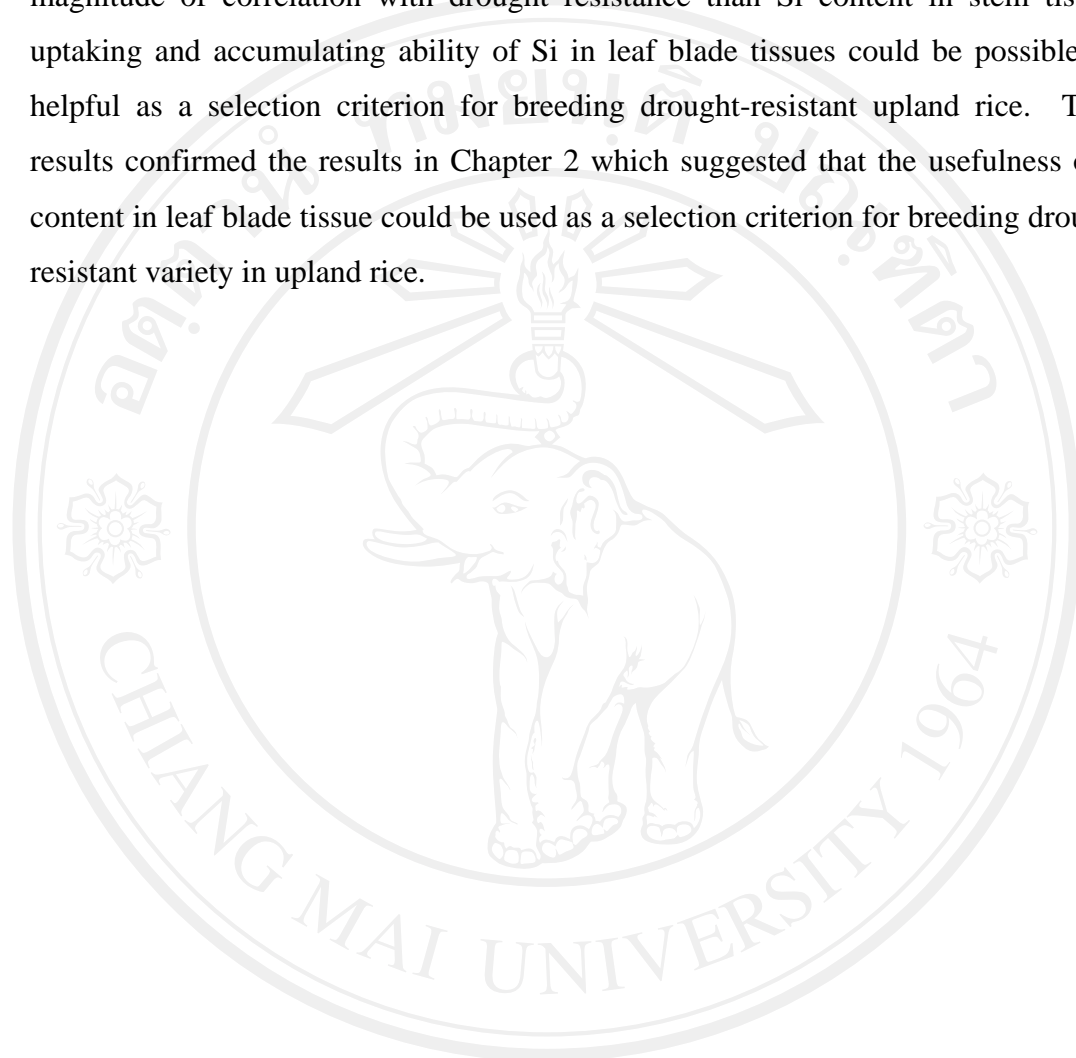 magnitude of correlation with drought resistance than Si content in stem
uptaking and accumulating ability of Si in leaf blade tissues could be possible
helpful as a selection criterion for breeding drought-resistant upland rice.
results confirmed the results in Chapter 2 which suggested that the usefulness
content in leaf blade tissue could be used as a selection criterion for breeding
resistant variety in upland rice.
CHIANG MAI UNIVERSITY 1964